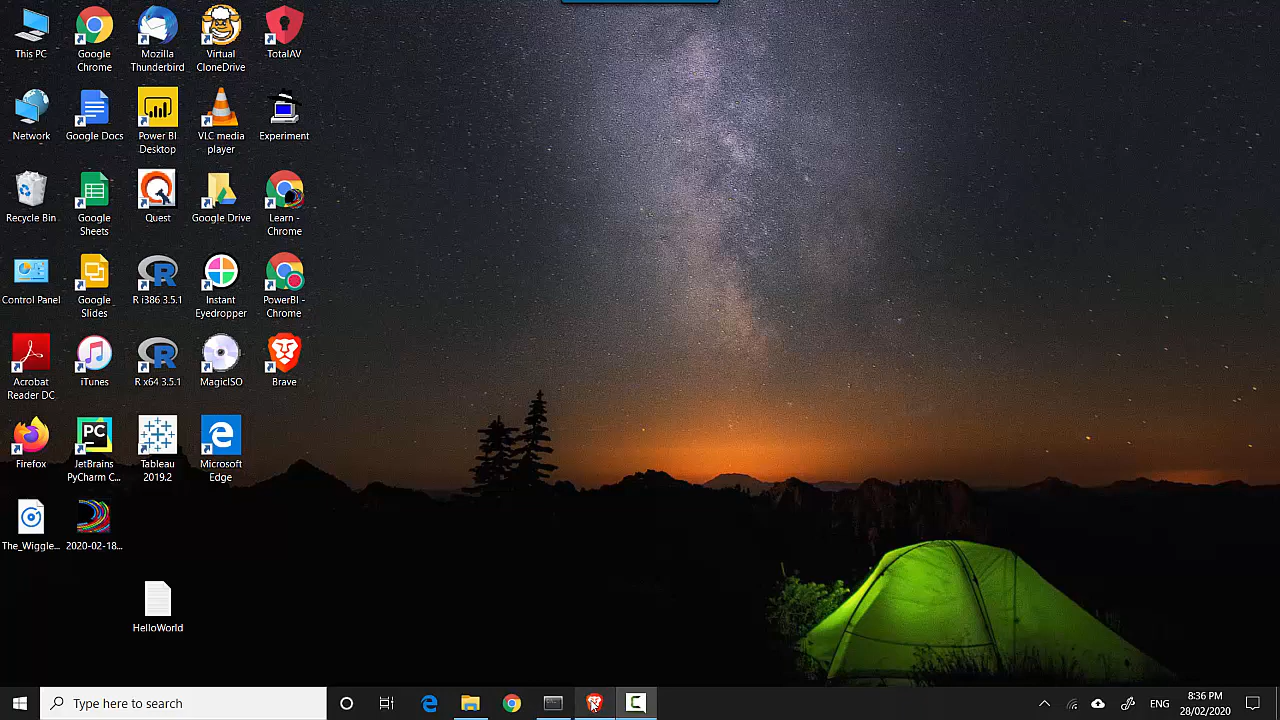 This PC
Google
Chrome
Mozilla
Thunderbird
Virtual
CloneDrive
TotalAV
Network
Google Docs
Power BI
Desktop
VLC media
player
Experiment
Recycle Bin
Google
Sheets
Quest
Google Drive
Learn -
Chrome
Control Panel
Google
Slides
R i386 3.5.1
Instant
Eyedropper
PowerBI -
Chrome
Acrobat
Reader DC
iTunes
R x64 3.5.1
MagicISO
Brave
Firefox
PC
JetBrains
PyCharm C...
Tableau
2019.2
Microsoft
Edge
The_Wiggle...
2020-02-18...
HelloWorld
Type here to search
ENG
8:36 PM
28/02/2020